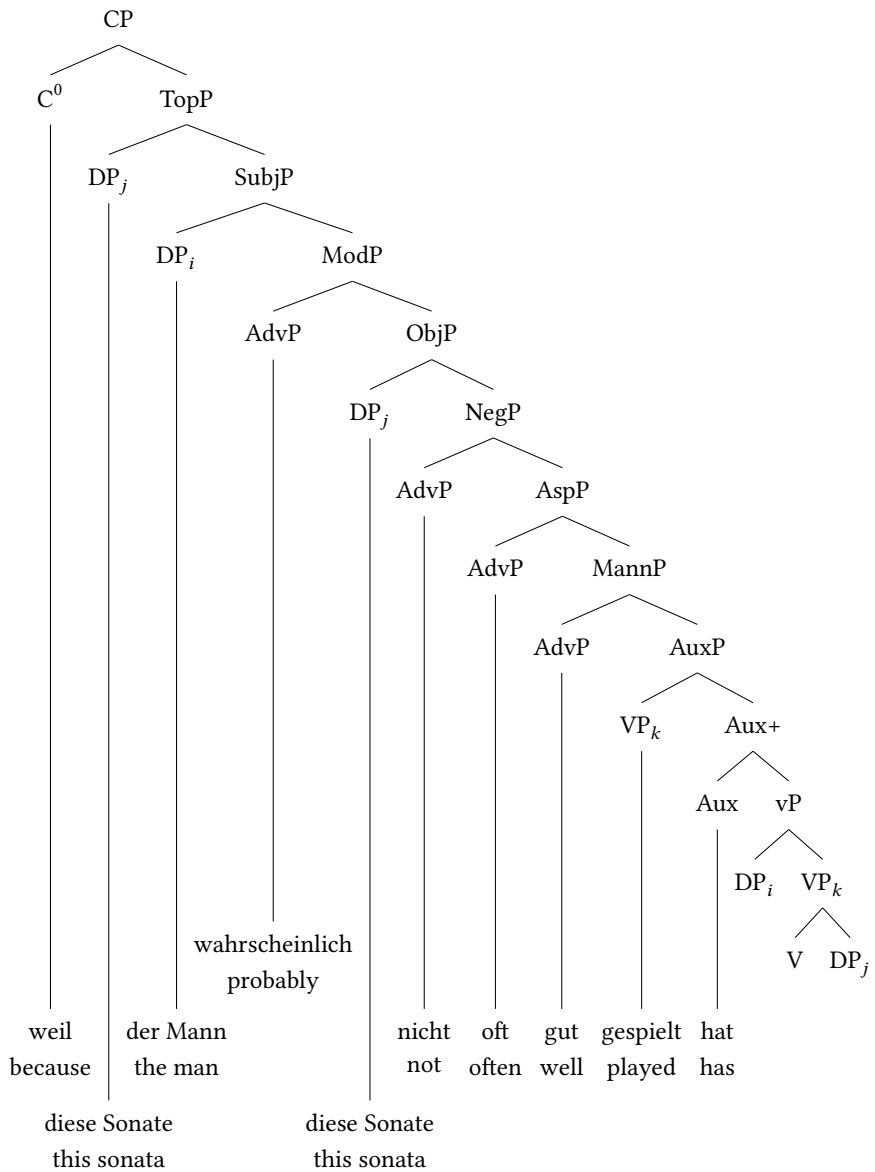 CP
C⁰ TopP
DPⱼ SubjP
DPᵢ ModP
AdvP ObjP
DPⱼ NegP
AdvP AspP
AdvP MannP
AdvP AuxP
VPₖ Aux+
Aux vP
DPᵢ VPₖ
wahrscheinlich
V DPⱼ
probably
weil der Mann nicht oft gut gespielt hat
because the man not often well played has
diese Sonate diese Sonate
this sonata this sonata